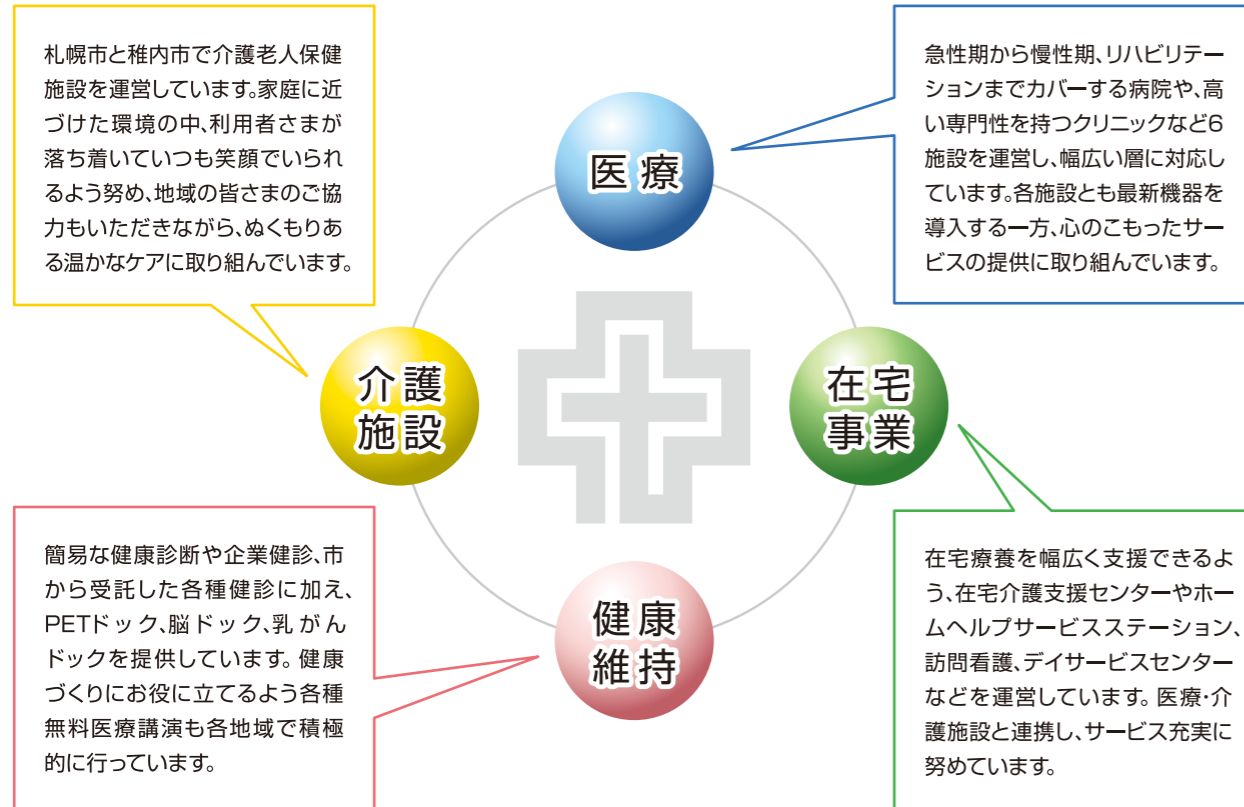 札幌市と稚内市で介護老人保健
施設を運営しています。家庭に近
づけた環境の中、利用者さまが
落ち着いていつも笑顔でいられ
るよう努め、地域の皆さまのご協
力もいただきながら、ぬくもりあ
る温かなケアに取り組んでいます。
急性期から慢性期、リハビリテー
ションまでカバーする病院や、高
い専門性を持つクリニックなど6
施設を運営し、幅広い層に対応し
ています。各施設とも最新機器を
導入する一方、心のこもったサー
ビスの提供に取り組んでいます。
医療
介護
施設
在宅
事業
健康
維持
簡易な健康診断や企業健診、市
から受託した各種健診に加え、
PETドック、脳ドック、乳がん
ドックを提供しています。健康
づくりにお役に立てるよう各種
無料医療講演も各地域で積極
的に行っています。
在宅療養を幅広く支援できるよ
う、在宅介護支援センターやホー
ムヘルプサービスステーション、
訪問看護、デイサービスセンター
などを運営しています。医療・介
護施設と連携し、サービス充実に
努めています。